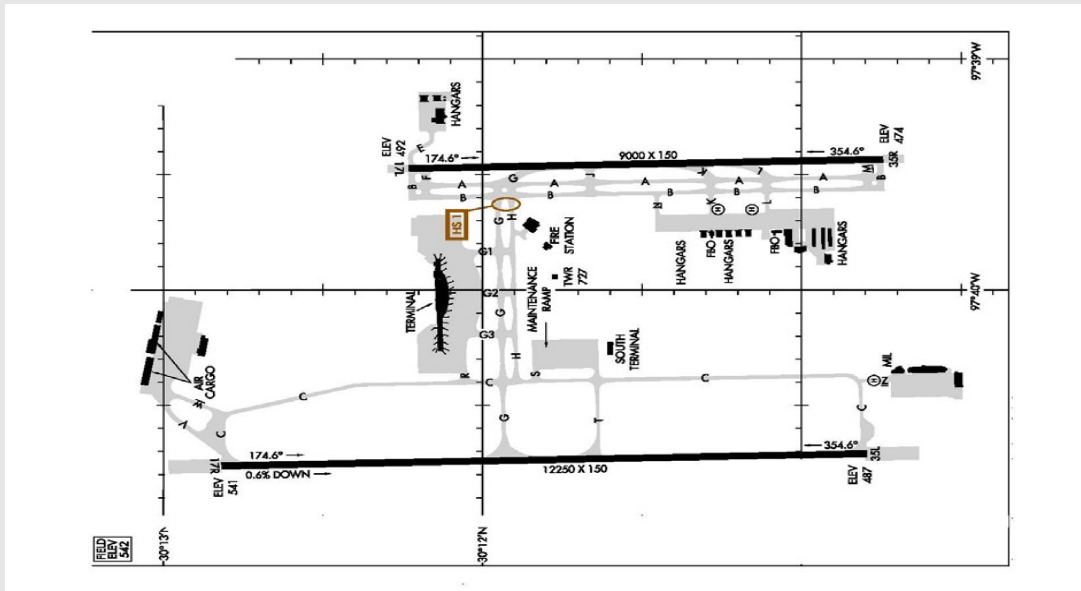 97°39'W
HANGARS
ELEV
492
17L
174.6°
9000 X 150
354.6°
ELEV
474
35R
E
F
B
A
B
G
A
B
J
A
B
A
B
L
A
B
M
B
HS 1
G
H
FIRE
STATION
N
K
H
H
L
G1
TWR
727
HANGARS
FBO
HANGARS
FBO
HANGARS
TERMINAL
G2
G
97°40'W
G3
MAINTENANCE
RAMP
H
SOUTH
TERMINAL
AIR
CARGO
R
C
S
C
H
MIL
C
G
T
C
C
17R
174.6°
0.6% DOWN
ELEV
541
12250 X 150
354.6°
35L
ELEV
487
FIELD
ELEV
542
30°13'N
30°12'N